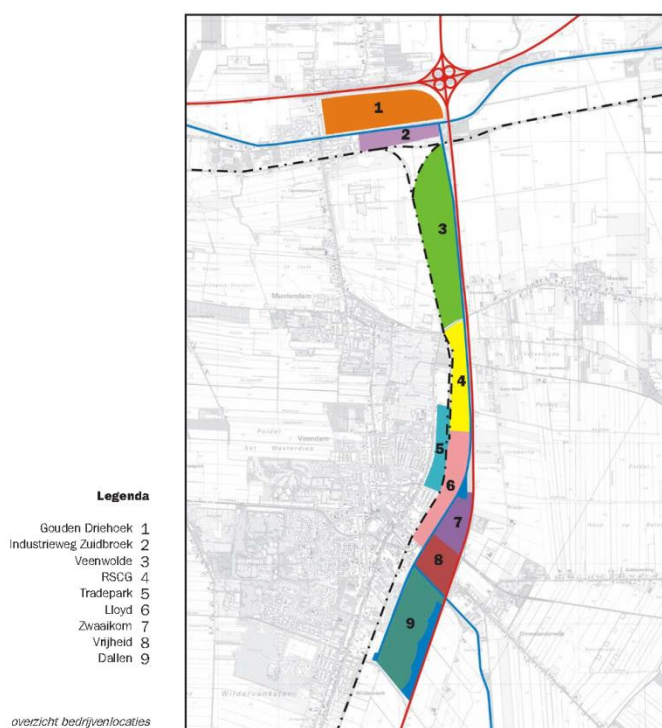 1
2
3
Muntendam
4
5
Veendam
6
7
8
9
Wildervank
Legenda
Gouden Driehoek 1
Industrieweg Zuidbroek 2
Veenwolde 3
RSCG 4
Tradepark 5
Lloyd 6
Zwaaikom 7
Vrijheid 8
Dallen 9
overzicht bedrijvenlocaties